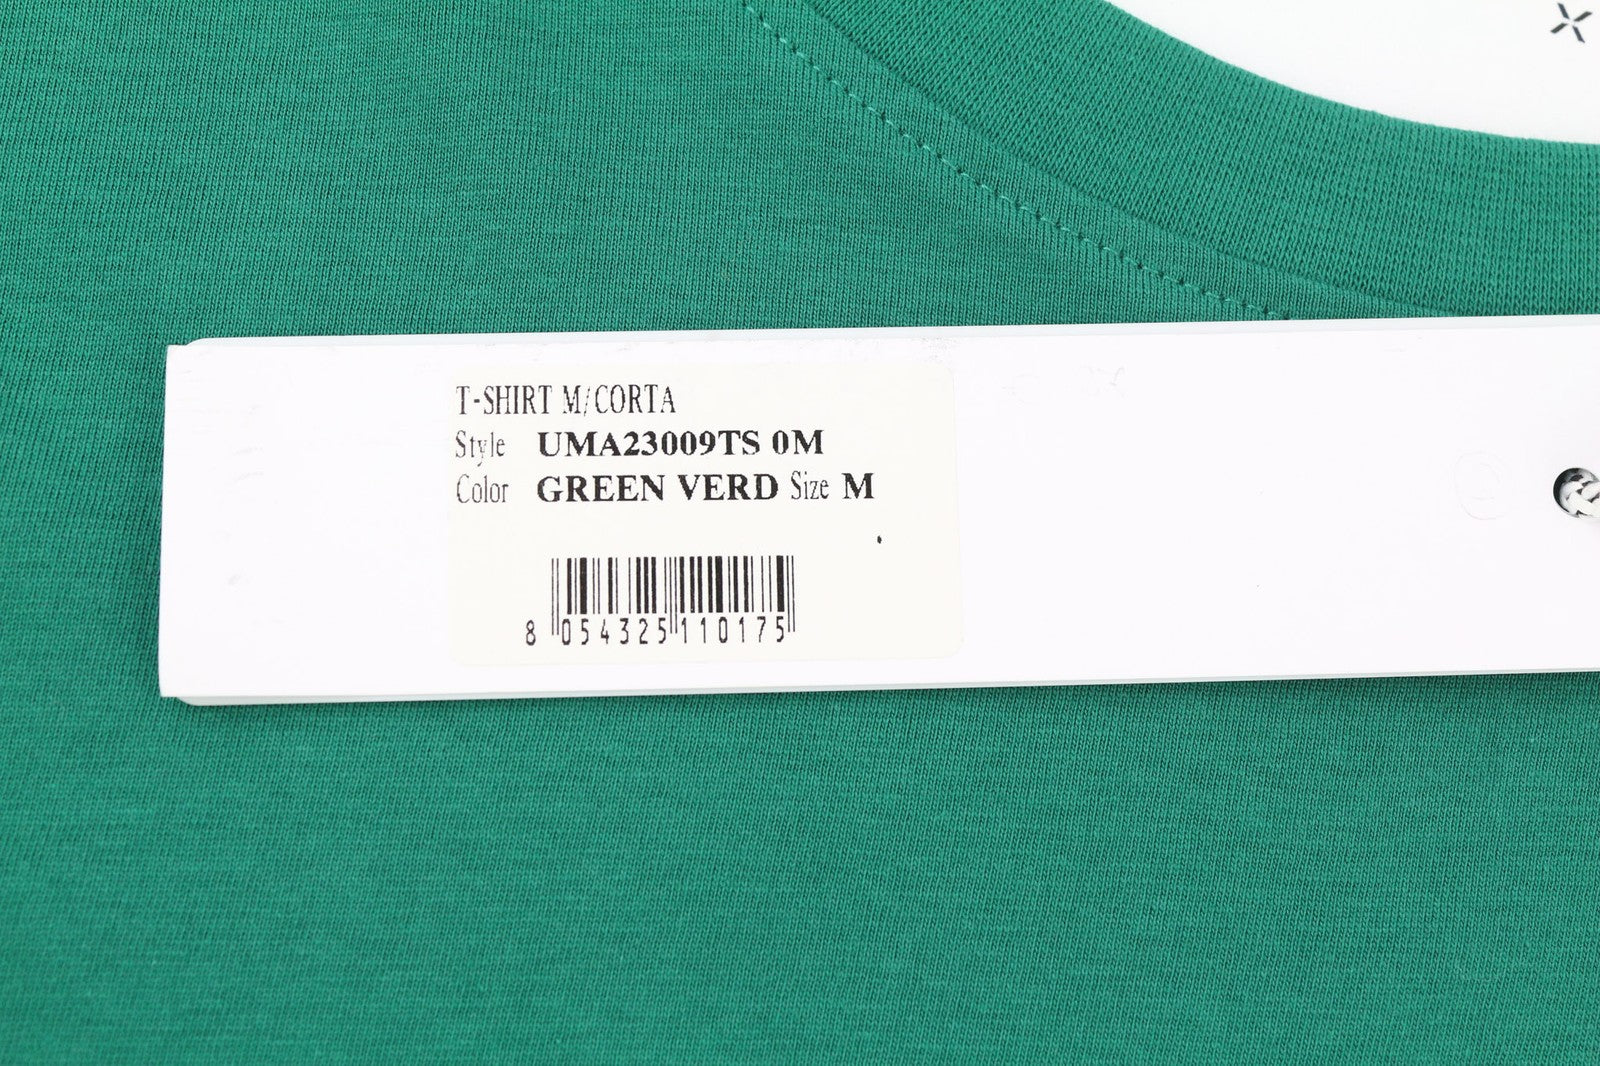 T-SHIRT M/CORTA
Style UMA23009TS 0M
Color GREEN VERD Size M
8 054325 110175